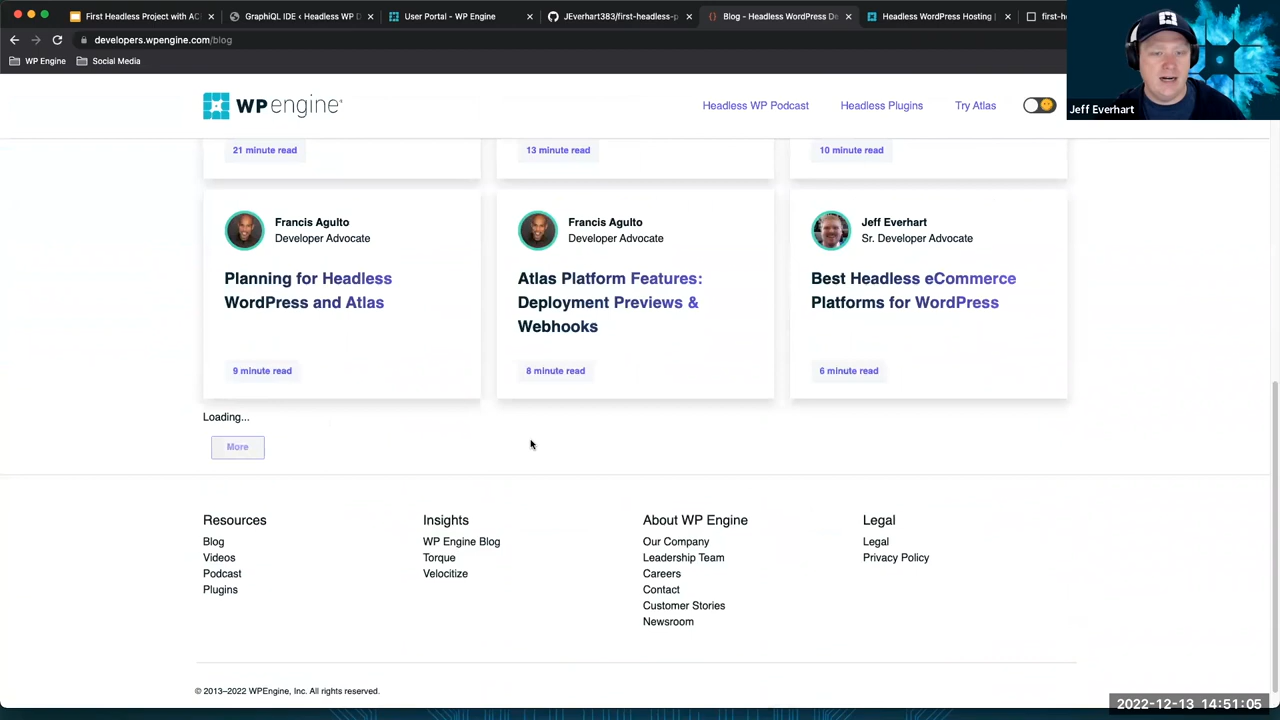 First Headless Project with AC
GraphiQL IDE ‹ Headless WP D
User Portal - WP Engine
JEverhart383/first-headless-p
Blog - Headless WordPress De
Headless WordPress Hosting |
first-he
developers.wpengine.com/blog
WP Engine
Social Media
Jeff Everhart
WP engine
Headless WP Podcast
Headless Plugins
Try Atlas
21 minute read
13 minute read
10 minute read
Francis Agulto
Developer Advocate
Planning for Headless
WordPress and Atlas
9 minute read
Francis Agulto
Developer Advocate
Atlas Platform Features:
Deployment Previews &
Webhooks
8 minute read
Jeff Everhart
Sr. Developer Advocate
Best Headless eCommerce
Platforms for WordPress
6 minute read
Loading...
More
Resources
Blog
Videos
Podcast
Plugins
Insights
WP Engine Blog
Torque
Velocitize
About WP Engine
Our Company
Leadership Team
Careers
Contact
Customer Stories
Newsroom
Legal
Legal
Privacy Policy
© 2013–2022 WPEngine, Inc. All rights reserved.
2022-12-13 14:51:05